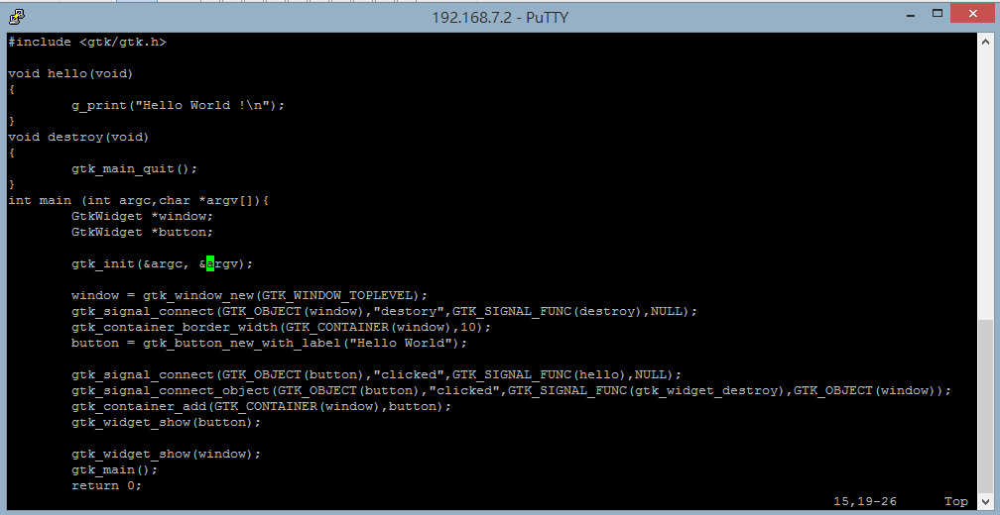 192.168.7.2 - PuTTY
#include <gtk/gtk.h>
void hello(void)
{
        g_print("Hello World !\n");
}
void destroy(void)
{
        gtk_main_quit();
}
int main (int argc,char *argv[]){
        GtkWidget *window;
        GtkWidget *button;
        gtk_init(&argc, &argv);
        window = gtk_window_new(GTK_WINDOW_TOPLEVEL);
        gtk_signal_connect(GTK_OBJECT(window),"destory",GTK_SIGNAL_FUNC(destroy),NULL);
        gtk_container_border_width(GTK_CONTAINER(window),10);
        button = gtk_button_new_with_label("Hello World");
        gtk_signal_connect(GTK_OBJECT(button),"clicked",GTK_SIGNAL_FUNC(hello),NULL);
        gtk_signal_connect_object(GTK_OBJECT(button),"clicked",GTK_SIGNAL_FUNC(gtk_widget_destroy),GTK_OBJECT(window));
        gtk_container_add(GTK_CONTAINER(window),button);
        gtk_widget_show(button);
        gtk_widget_show(window);
        gtk_main();
        return 0;
15,19-26 Top